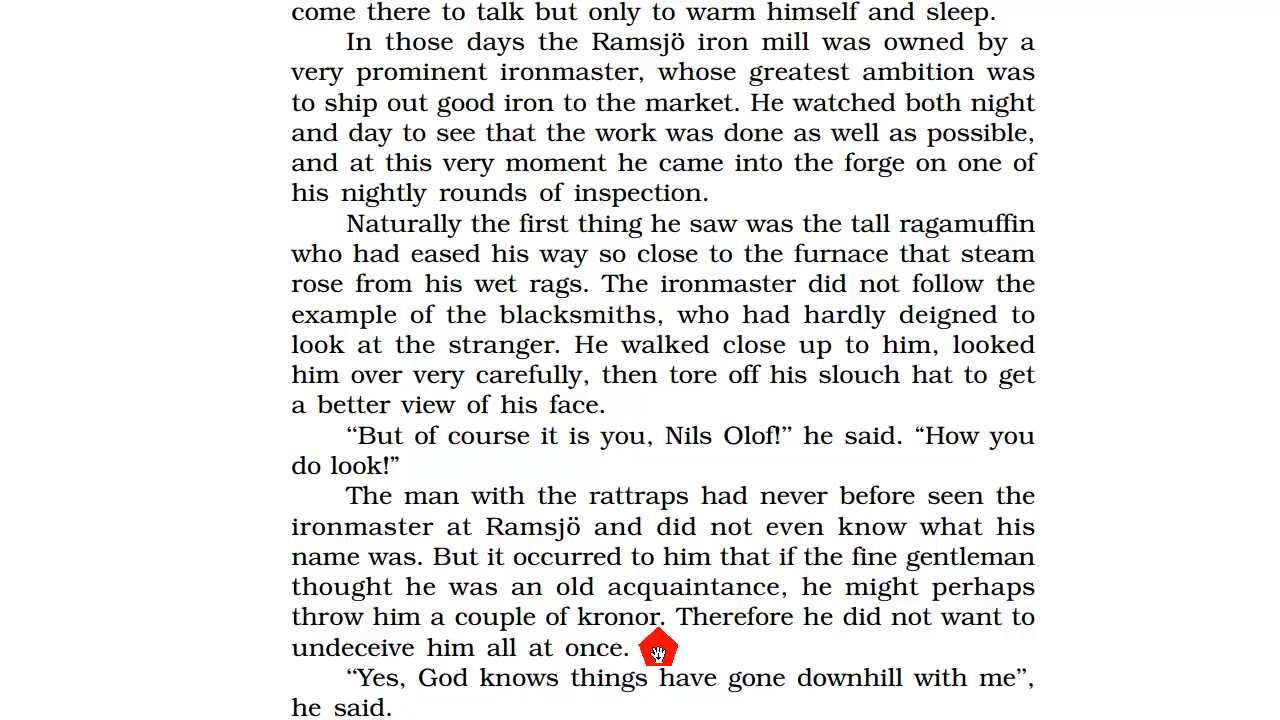 come there to talk but only to warm himself and sleep.
In those days the Ramsjö iron mill was owned by a
very prominent ironmaster, whose greatest ambition was
to ship out good iron to the market. He watched both night
and day to see that the work was done as well as possible,
and at this very moment he came into the forge on one of
his nightly rounds of inspection.
Naturally the first thing he saw was the tall ragamuffin
who had eased his way so close to the furnace that steam
rose from his wet rags. The ironmaster did not follow the
example of the blacksmiths, who had hardly deigned to
look at the stranger. He walked close up to him, looked
him over very carefully, then tore off his slouch hat to get
a better view of his face.
“But of course it is you, Nils Olof!” he said. “How you
do look!”
The man with the rattraps had never before seen the
ironmaster at Ramsjö and did not even know what his
name was. But it occurred to him that if the fine gentleman
thought he was an old acquaintance, he might perhaps
throw him a couple of kronor. Therefore he did not want to
undeceive him all at once.
“Yes, God knows things have gone downhill with me”,
he said.